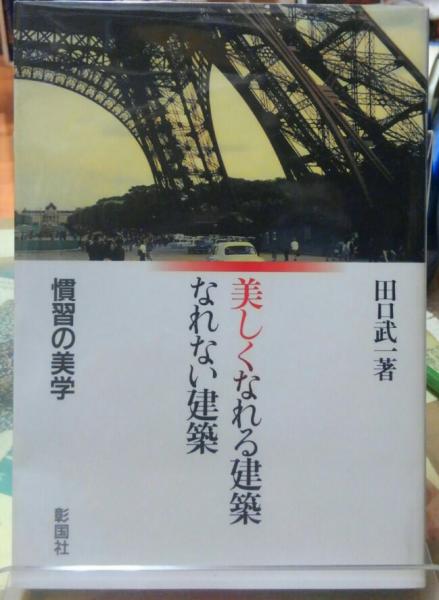 田口武一著
美しくなれる建築
なれない建築
慣習の美学
彰国社